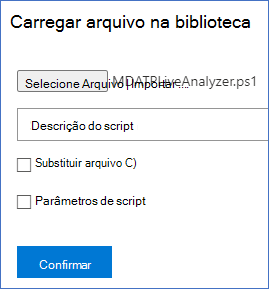 Carregar arquivo na biblioteca
Selecione Arquivo | Importar ... MDATPLiveAnalyzer.ps1
Descrição do script
Substituir arquivo C)
Parâmetros de script
Confirmar